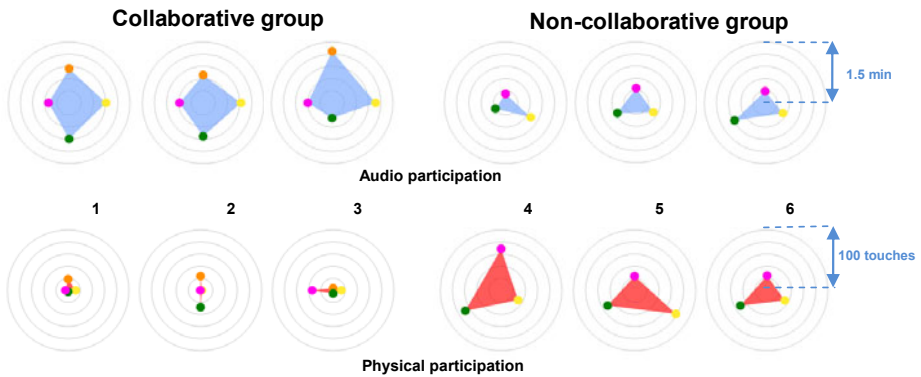 Collaborative group
Non-collaborative group
1.5 min
Audio participation
1 2 3 4 5 6
100 touches
Physical participation